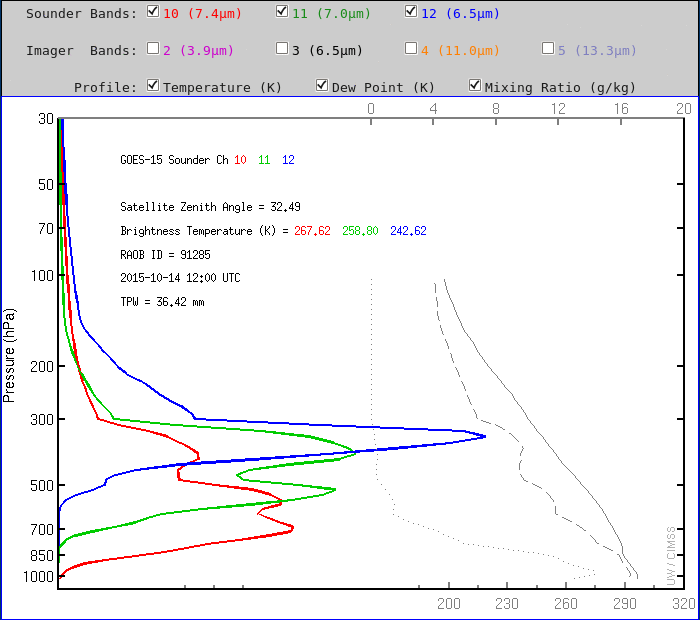 Sounder Bands: 10 (7.4µm) 11 (7.0µm) 12 (6.5µm)
Imager Bands: 2 (3.9µm) 3 (6.5µm) 4 (11.0µm) 5 (13.3µm)
Profile: Temperature (K) Dew Point (K) Mixing Ratio (g/kg)
0 4 8 12 16 20
30
GOES-15 Sounder Ch 10 11 12
50
Satellite Zenith Angle = 32.49
70
Brightness Temperature (K) = 267.62 258.80 242.62
RAOB ID = 91285
100
2015-10-14 12:00 UTC
TPW = 36.42 mm
Pressure (hPa)
200
300
500
700
850
1000
UW / CIMSS
200 230 260 290 320